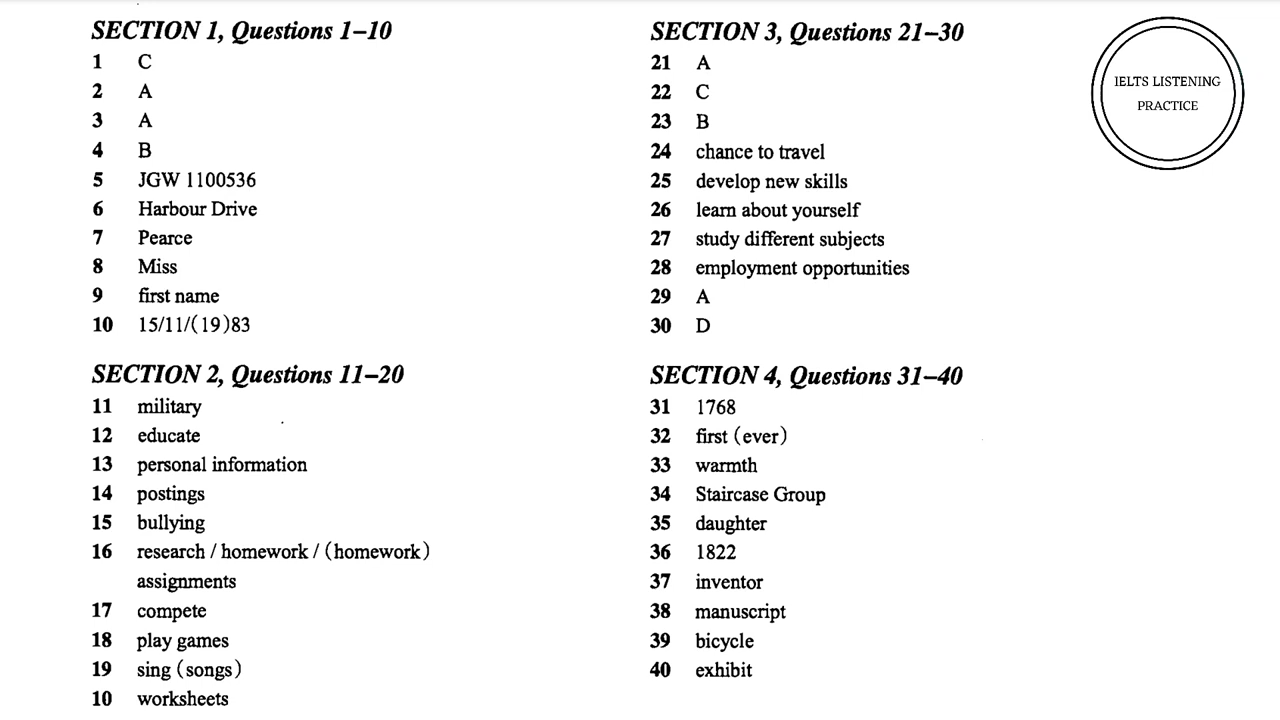 SECTION 1, Questions 1–10
1 C
2 A
3 A
4 B
5 JGW 1100536
6 Harbour Drive
7 Pearce
8 Miss
9 first name
10 15/11/(19)83
SECTION 2, Questions 11–20
11 military
12 educate
13 personal information
14 postings
15 bullying
16 research / homework / (homework)
assignments
17 compete
18 play games
19 sing (songs)
10 worksheets
SECTION 3, Questions 21–30
21 A
22 C
23 B
24 chance to travel
25 develop new skills
26 learn about yourself
27 study different subjects
28 employment opportunities
29 A
30 D
SECTION 4, Questions 31–40
31 1768
32 first (ever)
33 warmth
34 Staircase Group
35 daughter
36 1822
37 inventor
38 manuscript
39 bicycle
40 exhibit
IELTS LISTENING
PRACTICE